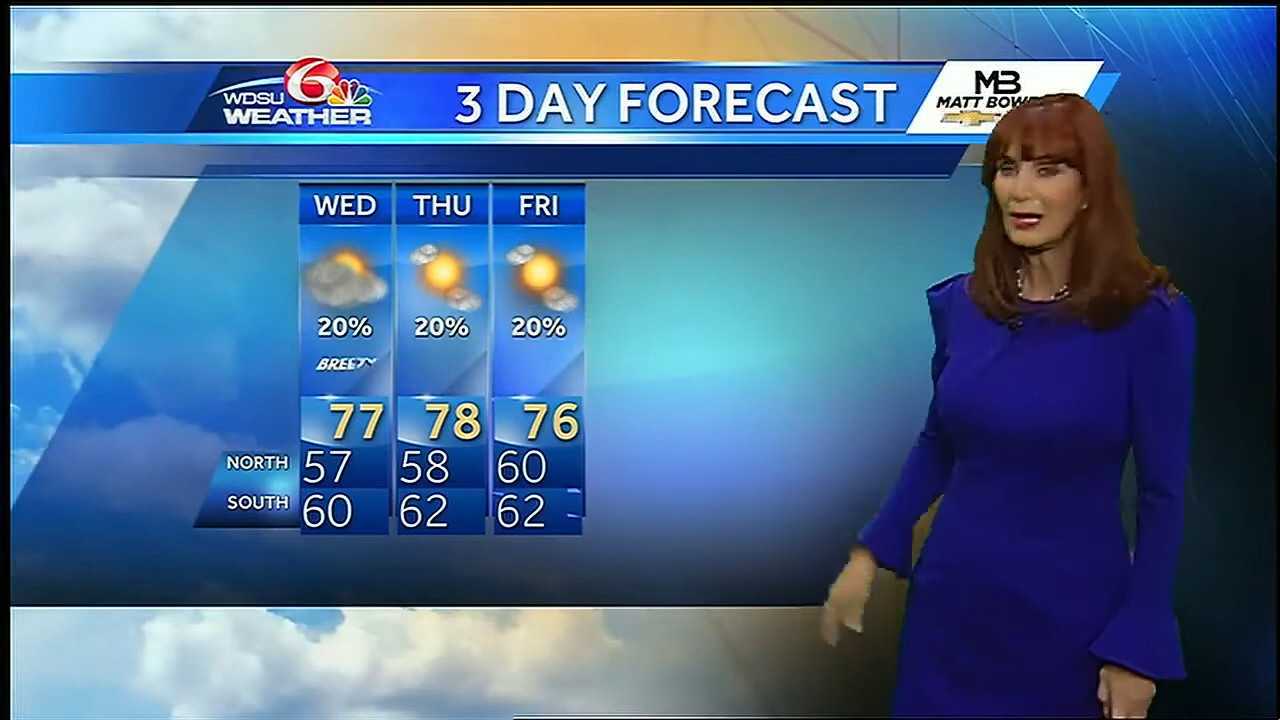 WDSU 6
WEATHER
3 DAY FORECAST
MB
MATT
WED THU FRI
20% 20% 20%
BREEZY
77 78 76
NORTH 57 58 60
SOUTH 60 62 62